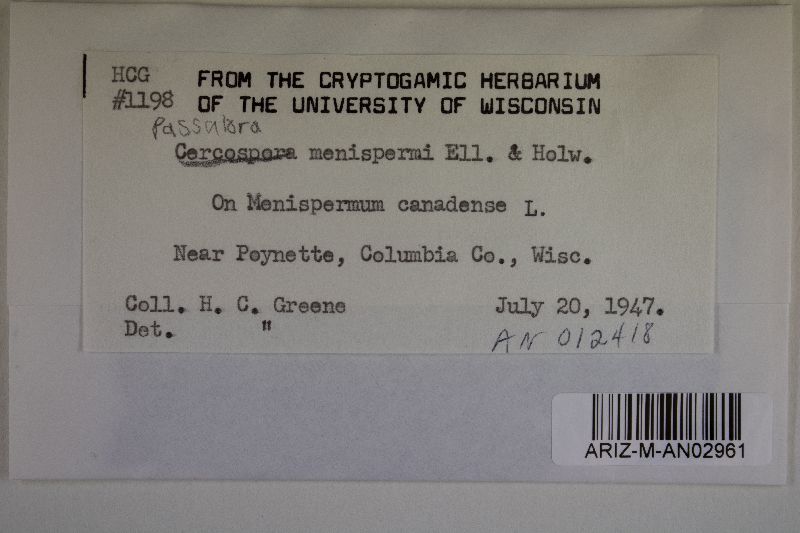 HCG FROM THE CRYPTOGAMIC HERBARIUM
#1198 OF THE UNIVERSITY OF WISCONSIN
Passalora
Cercospora menispermi Ell. & Holw.
On Menispermum canadense L.
Near Poynette, Columbia Co., Wisc.
Coll. H. C. Greene July 20, 1947.
Det. "
AN 012418
ARIZ-M-AN02961